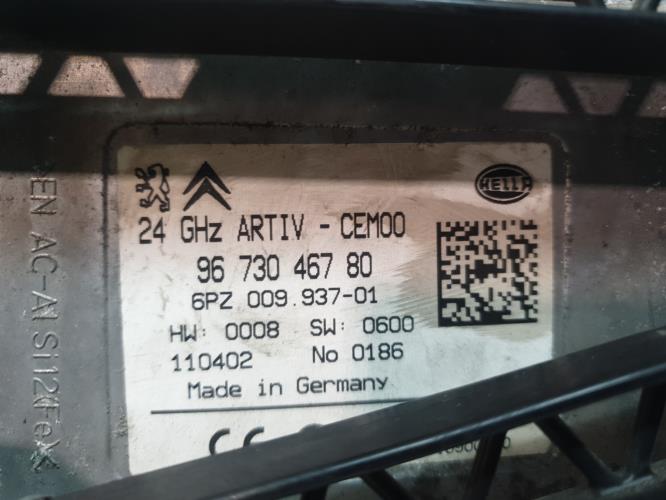 HELLA
24 GHz ARTIV - CEM00
96 730 467 80
6PZ 009.937-01
HW: 0008 SW: 0600
110402 No 0186
Made in Germany
CE
EN AC-Al Si12(Fe)